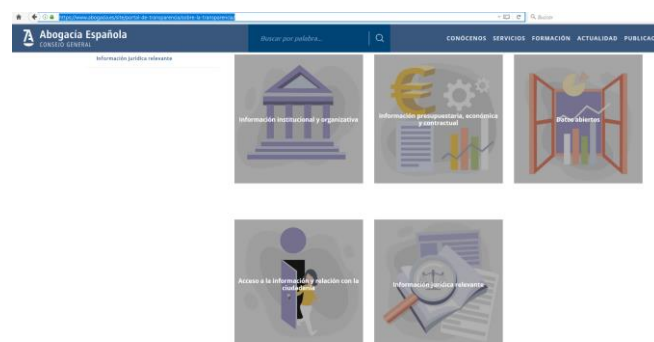 https://www.abogacia.es/site/portal-de-transparencia/sobre-la-transparencia/
Buscar
Abogacía Española
CONSEJO GENERAL
Buscar por palabra...
CONÓCENOS SERVICIOS FORMACIÓN ACTUALIDAD PUBLICAC
Información jurídica relevante
Información institucional y organizativa
Información presupuestaria, económica
y contractual
Datos abiertos
Acceso a la información y relación con la
ciudadanía
Información jurídica relevante